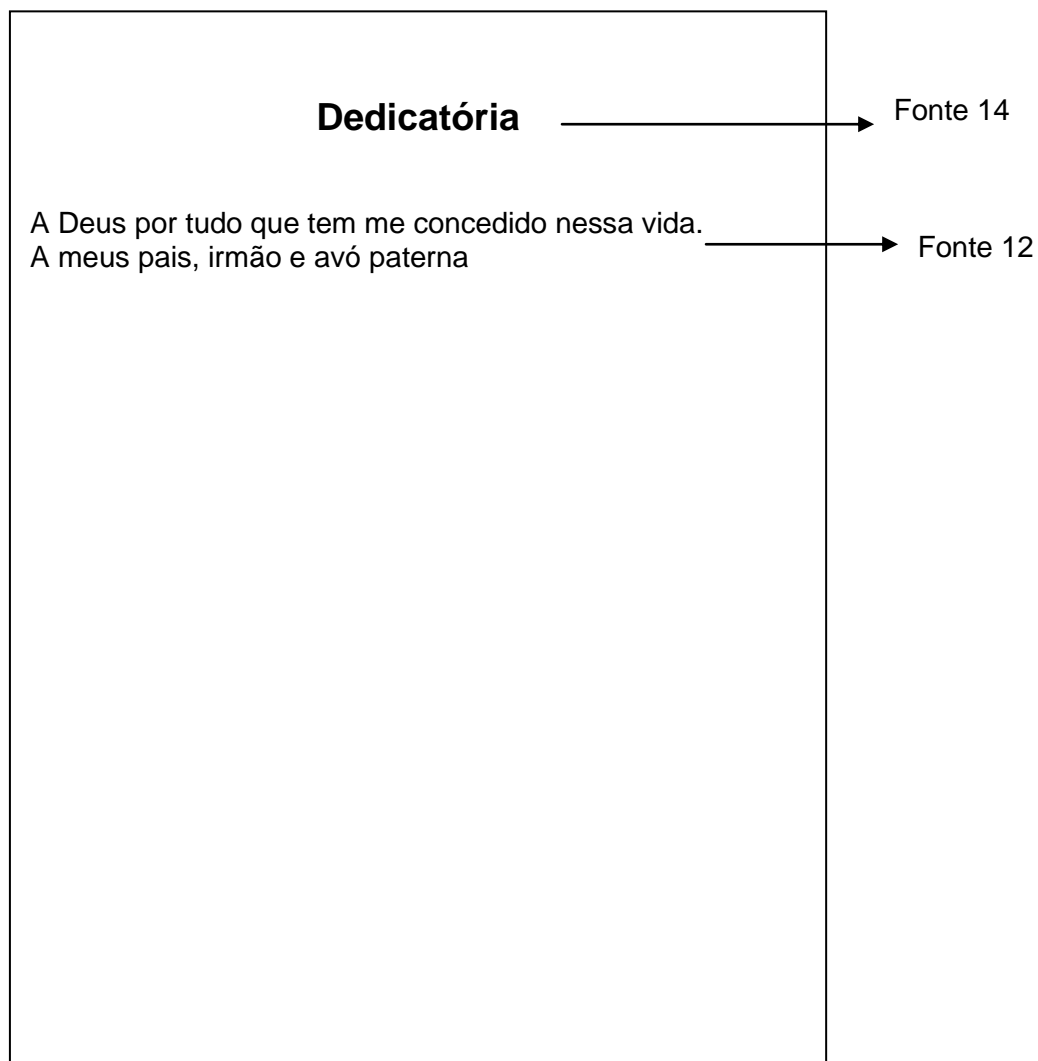 Dedicatória
Fonte 14
A Deus por tudo que tem me concedido nessa vida.
A meus pais, irmão e avó paterna
Fonte 12